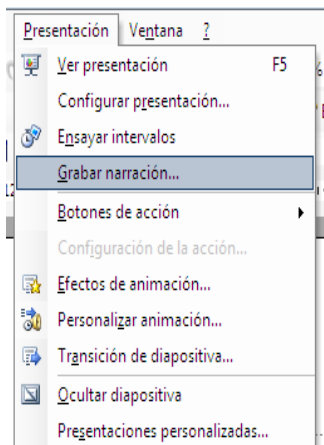 Presentación Ventana ?
Ver presentación F5
Configurar presentación...
Ensayar intervalos
Grabar narración...
Botones de acción
Configuración de la acción...
Efectos de animación...
Personalizar animación...
Transición de diapositiva...
Ocultar diapositiva
Presentaciones personalizadas...